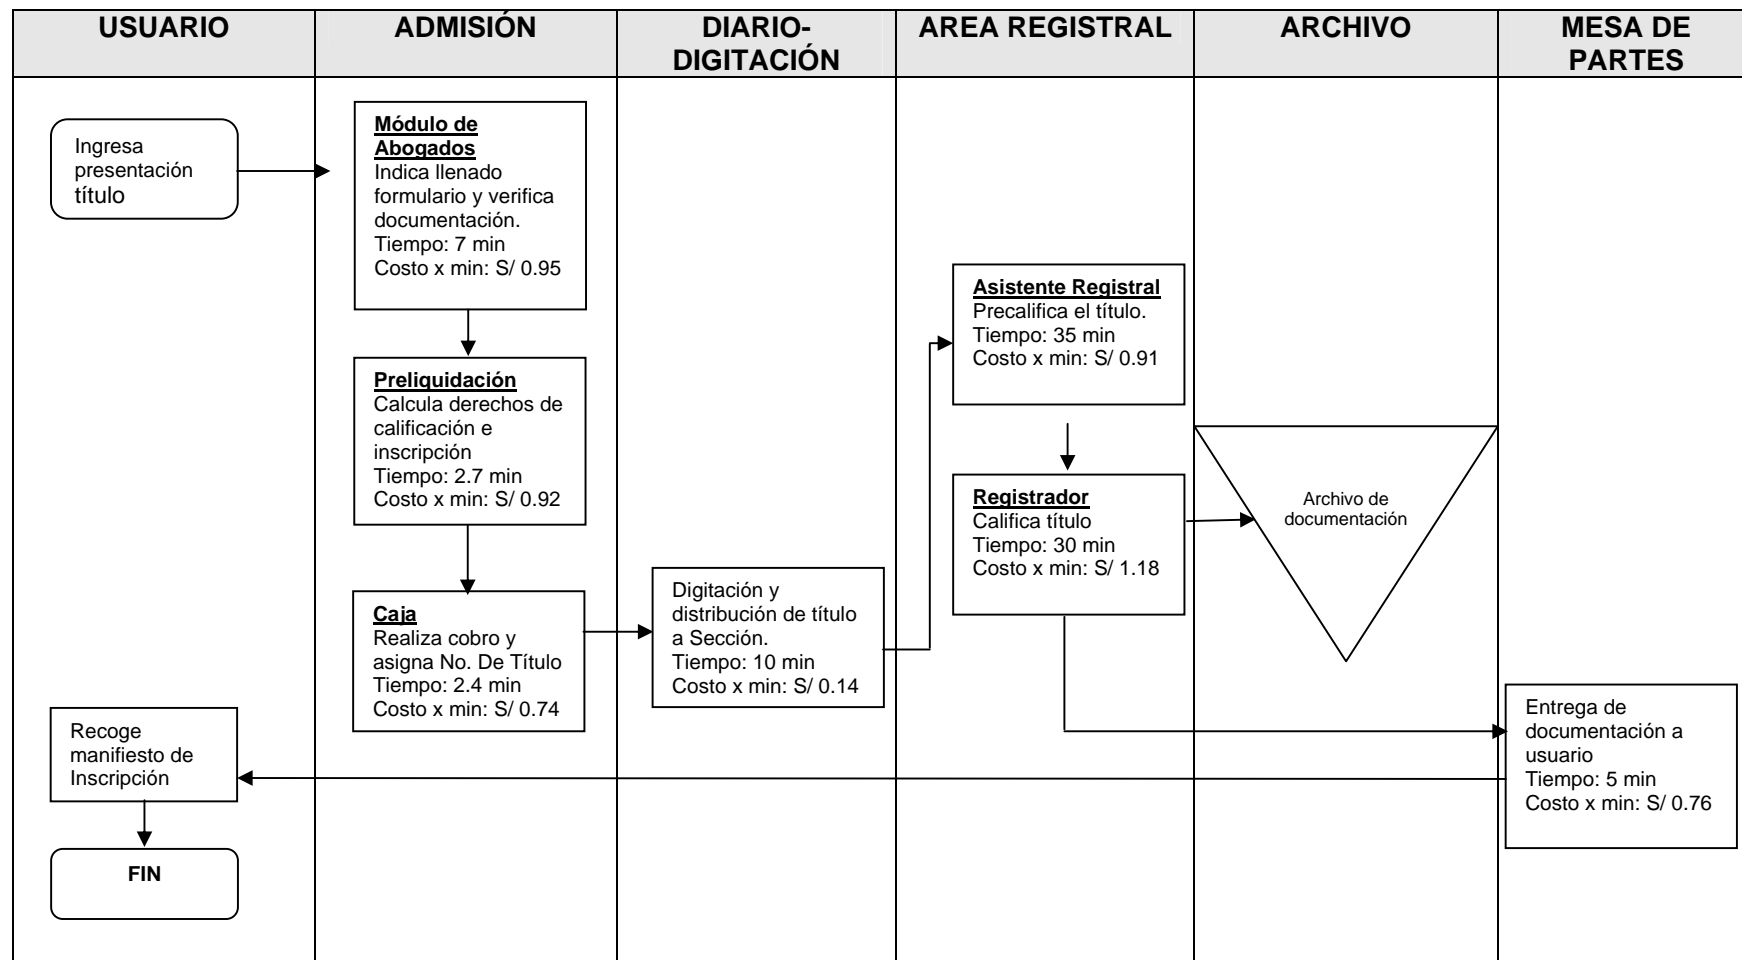 USUARIO
ADMISIÓN
DIARIO-
DIGITACIÓN
AREA REGISTRAL
ARCHIVO
MESA DE
PARTES
Ingresa
presentación
título
Módulo de
Abogados
Indica llenado
formulario y verifica
documentación.
Tiempo: 7 min
Costo x min: S/ 0.95
Preliquidación
Calcula derechos de
calificación e
inscripción
Tiempo: 2.7 min
Costo x min: S/ 0.92
Caja
Realiza cobro y
asigna No. De Título
Tiempo: 2.4 min
Costo x min: S/ 0.74
Digitación y
distribución de título
a Sección.
Tiempo: 10 min
Costo x min: S/ 0.14
Asistente Registral
Precalifica el título.
Tiempo: 35 min
Costo x min: S/ 0.91
Registrador
Califica título
Tiempo: 30 min
Costo x min: S/ 1.18
Archivo de
documentación
Entrega de
documentación a
usuario
Tiempo: 5 min
Costo x min: S/ 0.76
Recoge
manifiesto de
Inscripción
FIN